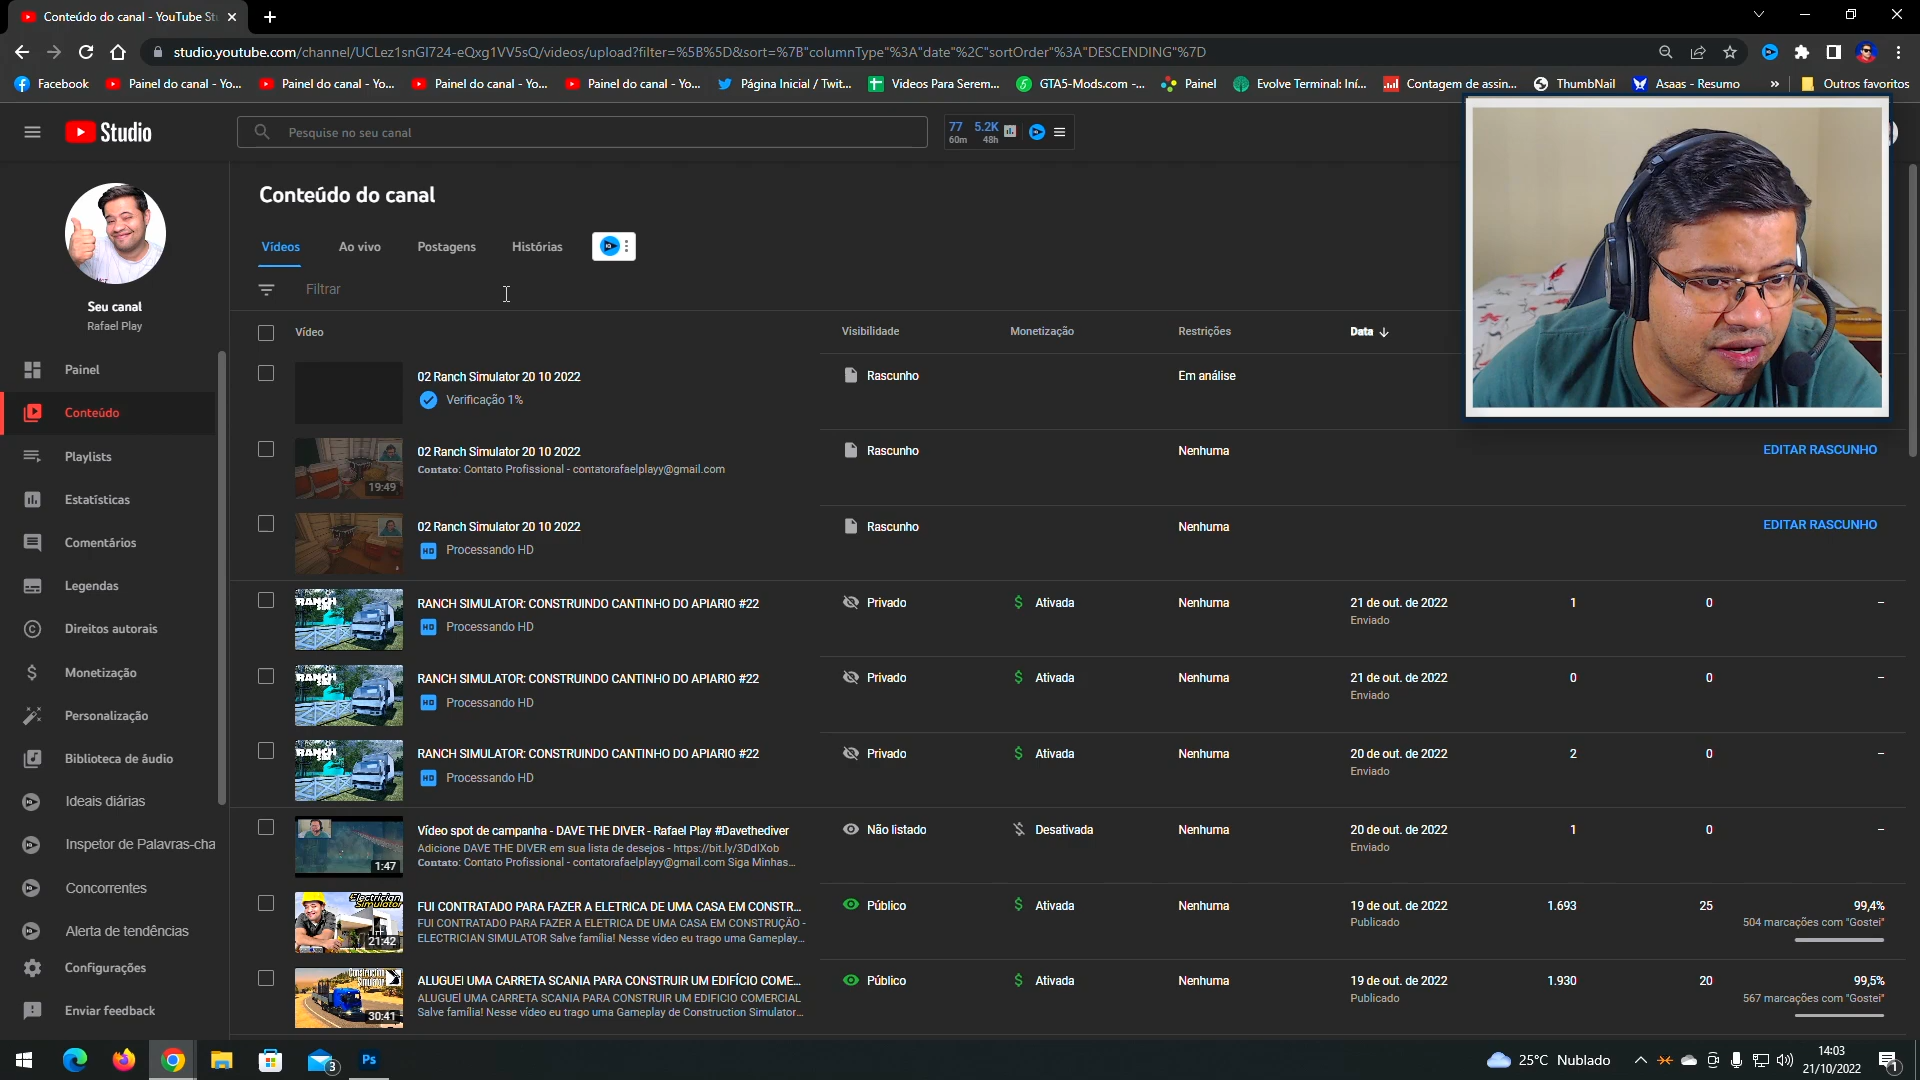 Conteúdo do canal - YouTube St
studio.youtube.com/channel/UCLez1snGI724-eQxg1VV5sQ/videos/upload?filter=%5B%5D&sort=%7B"columnType"%3A"date"%2C"sortOrder"%3A"DESCENDING"%7D
Facebook
Painel do canal - Yo...
Painel do canal - Yo...
Painel do canal - Yo...
Painel do canal - Yo...
Página Inicial / Twit...
Videos Para Serem...
GTA5-Mods.com -...
Painel
Evolve Terminal: Iní...
Contagem de assin...
ThumbNail
Asaas - Resumo
»
Outros favoritos
Studio
Pesquise no seu canal
77 5.2K
60m 48h
Conteúdo do canal
Vídeos
Ao vivo
Postagens
Histórias
Filtrar
Seu canal
Rafael Play
Painel
Conteúdo
Playlists
Estatísticas
Comentários
Legendas
Direitos autorais
Monetização
Personalização
Biblioteca de áudio
Ideais diárias
Inspetor de Palavras-cha
Concorrentes
Alerta de tendências
Configurações
Enviar feedback
Vídeo
Visibilidade
Monetização
Restrições
Data
02 Ranch Simulator 20 10 2022
Verificação 1%
Rascunho
Em análise
02 Ranch Simulator 20 10 2022
Contato: Contato Profissional - contatorafaelplayy@gmail.com
19:49
Rascunho
Nenhuma
EDITAR RASCUNHO
02 Ranch Simulator 20 10 2022
HD Processando HD
Rascunho
Nenhuma
EDITAR RASCUNHO
RANCH
SIM
RANCH SIMULATOR: CONSTRUINDO CANTINHO DO APIARIO #22
HD Processando HD
Privado
$ Ativada
Nenhuma
21 de out. de 2022
Enviado
1
0
–
RANCH
SIM
RANCH SIMULATOR: CONSTRUINDO CANTINHO DO APIARIO #22
HD Processando HD
Privado
$ Ativada
Nenhuma
21 de out. de 2022
Enviado
0
0
–
RANCH
SIM
RANCH SIMULATOR: CONSTRUINDO CANTINHO DO APIARIO #22
HD Processando HD
Privado
$ Ativada
Nenhuma
20 de out. de 2022
Enviado
2
0
–
1:47
Vídeo spot de campanha - DAVE THE DIVER - Rafael Play #Davethediver
Adicione DAVE THE DIVER em sua lista de desejos - https://bit.ly/3DdIXob
Contato: Contato Profissional - contatorafaelplayy@gmail.com Siga Minhas...
Não listado
Desativada
Nenhuma
20 de out. de 2022
Enviado
1
0
–
Electrician
Simulator
21:42
FUI CONTRATADO PARA FAZER A ELETRICA DE UMA CASA EM CONSTR...
FUI CONTRATADO PARA FAZER A ELETRICA DE UMA CASA EM CONSTRUÇÃO -
ELECTRICIAN SIMULATOR Salve família! Nesse vídeo eu trago uma Gameplay...
Público
$ Ativada
Nenhuma
19 de out. de 2022
Publicado
1.693
25
99,4%
504 marcações com "Gostei"
Construction
Simulator
30:41
ALUGUEI UMA CARRETA SCANIA PARA CONSTRUIR UM EDIFÍCIO COME...
ALUGUEI UMA CARRETA SCANIA PARA CONSTRUIR UM EDIFICIO COMERCIAL
Salve família! Nesse vídeo eu trago uma Gameplay de Construction Simulator...
Público
$ Ativada
Nenhuma
19 de out. de 2022
Publicado
1.930
20
99,5%
567 marcações com "Gostei"
3
Ps
25°C Nublado
14:03
21/10/2022
1